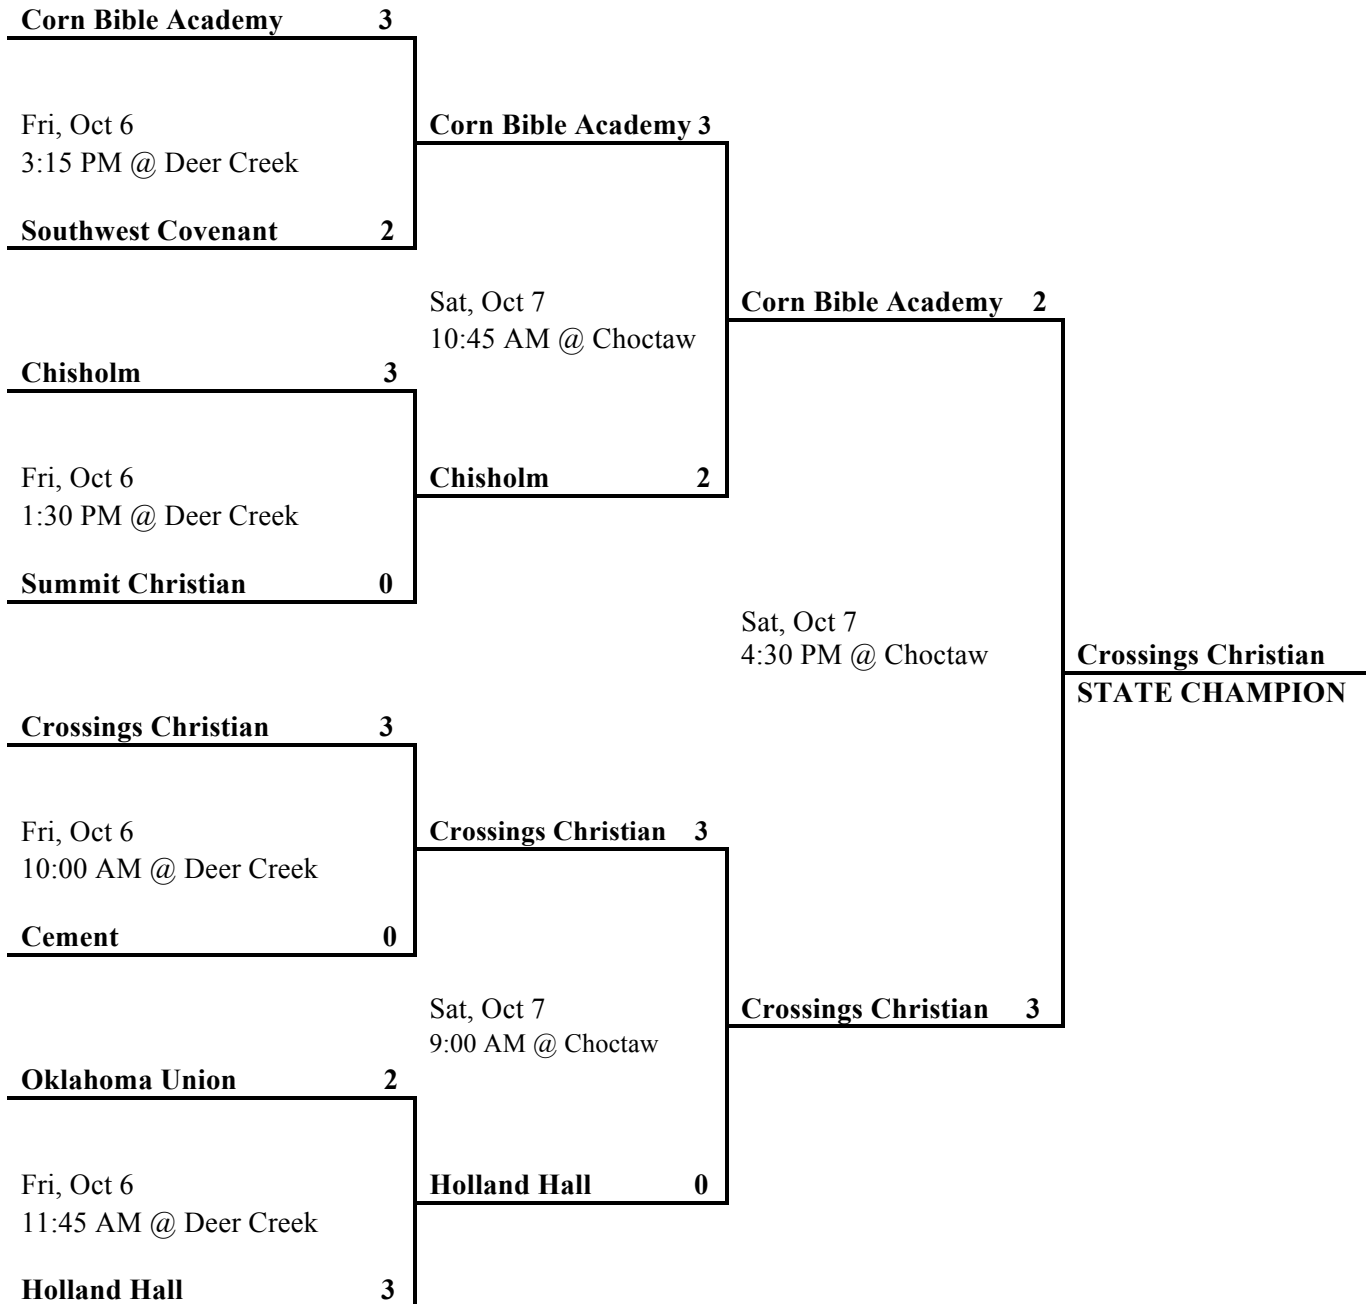 Corn Bible Academy 3
Fri, Oct 6
3:15 PM @ Deer Creek
Southwest Covenant 2
Chisholm 3
Fri, Oct 6
1:30 PM @ Deer Creek
Summit Christian 0
Crossings Christian 3
Fri, Oct 6
10:00 AM @ Deer Creek
Cement 0
Oklahoma Union 2
Fri, Oct 6
11:45 AM @ Deer Creek
Holland Hall 3
Corn Bible Academy 3
Sat, Oct 7
10:45 AM @ Choctaw
Chisholm 2
Crossings Christian 3
Sat, Oct 7
9:00 AM @ Choctaw
Holland Hall 0
Corn Bible Academy 2
Sat, Oct 7
4:30 PM @ Choctaw
Crossings Christian 3
Crossings Christian
STATE CHAMPION